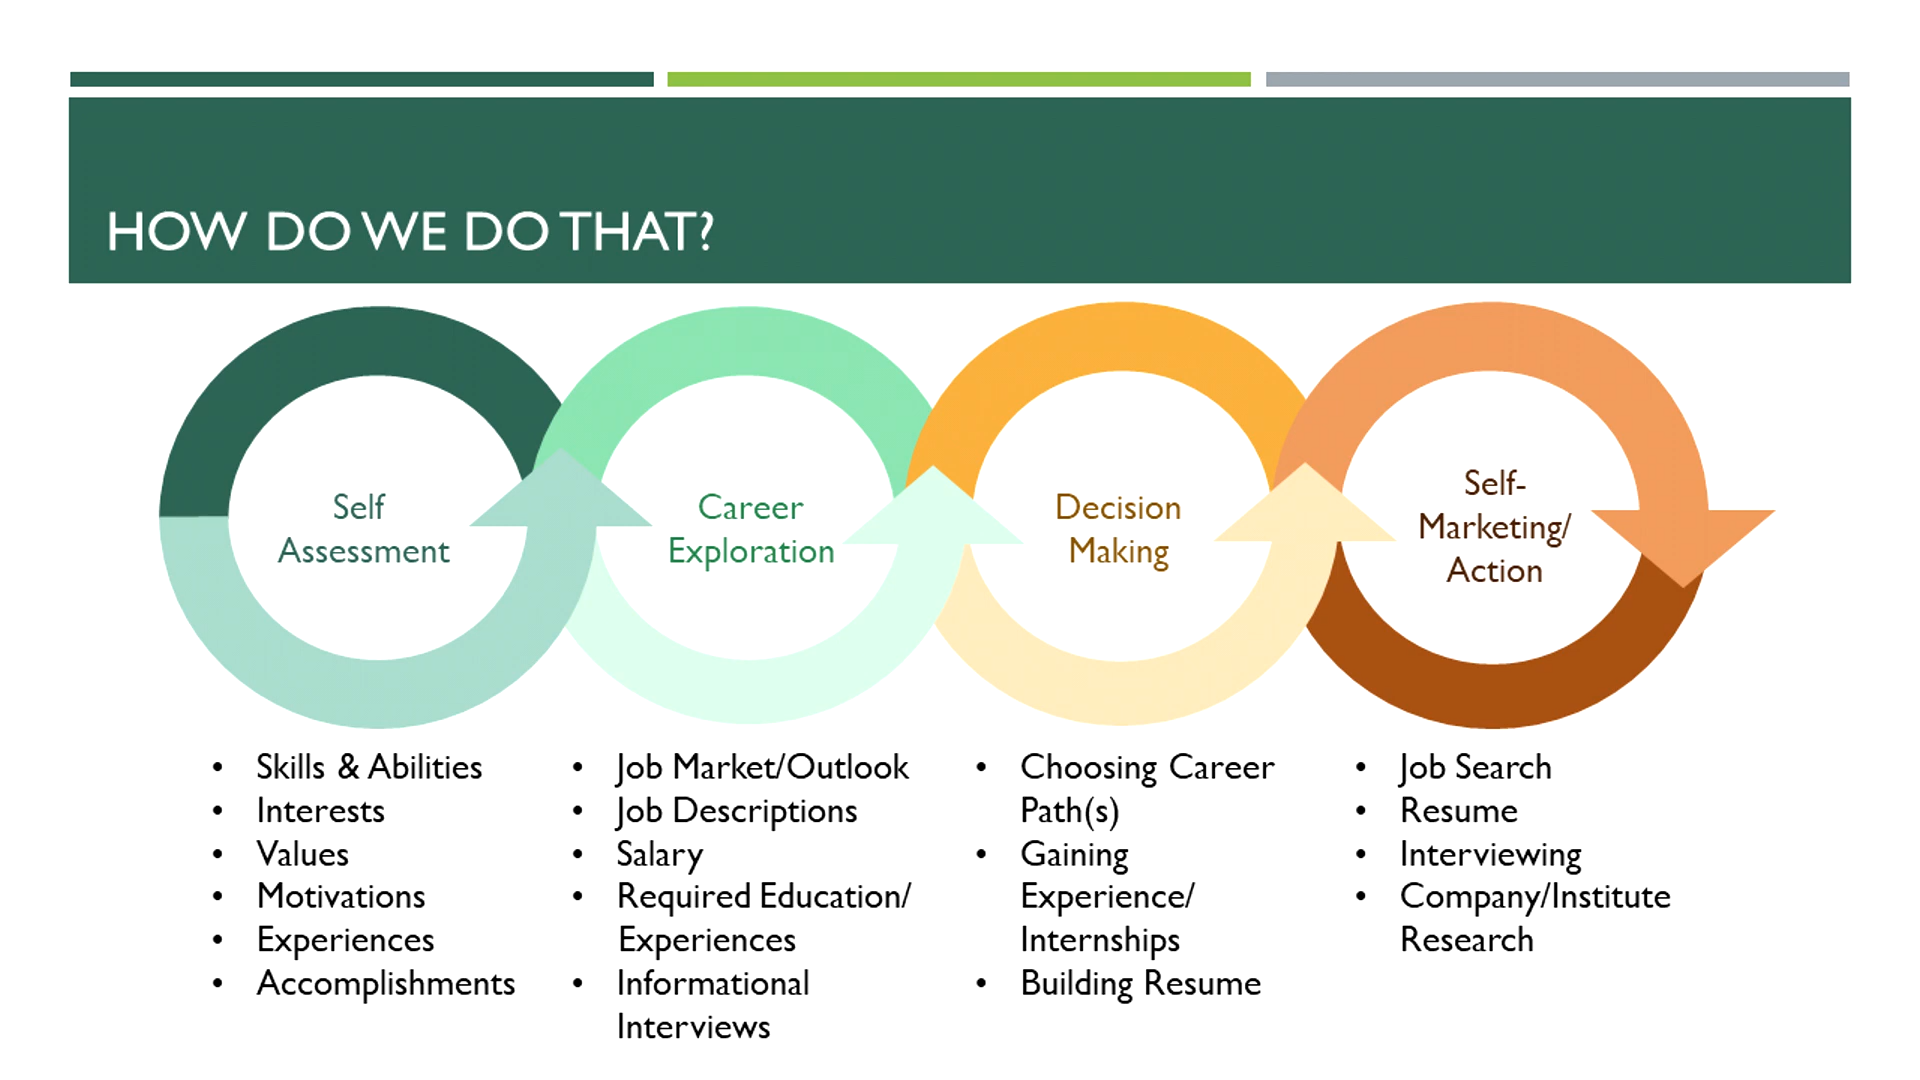 HOW DO WE DO THAT?
Self
Assessment
Career
Exploration
Decision
Making
Self-
Marketing/
Action
• Skills & Abilities
• Interests
• Values
• Motivations
• Experiences
• Accomplishments
• Job Market/Outlook
• Job Descriptions
• Salary
• Required Education/
Experiences
• Informational
Interviews
• Choosing Career
Path(s)
• Gaining
Experience/
Internships
• Building Resume
• Job Search
• Resume
• Interviewing
• Company/Institute
Research